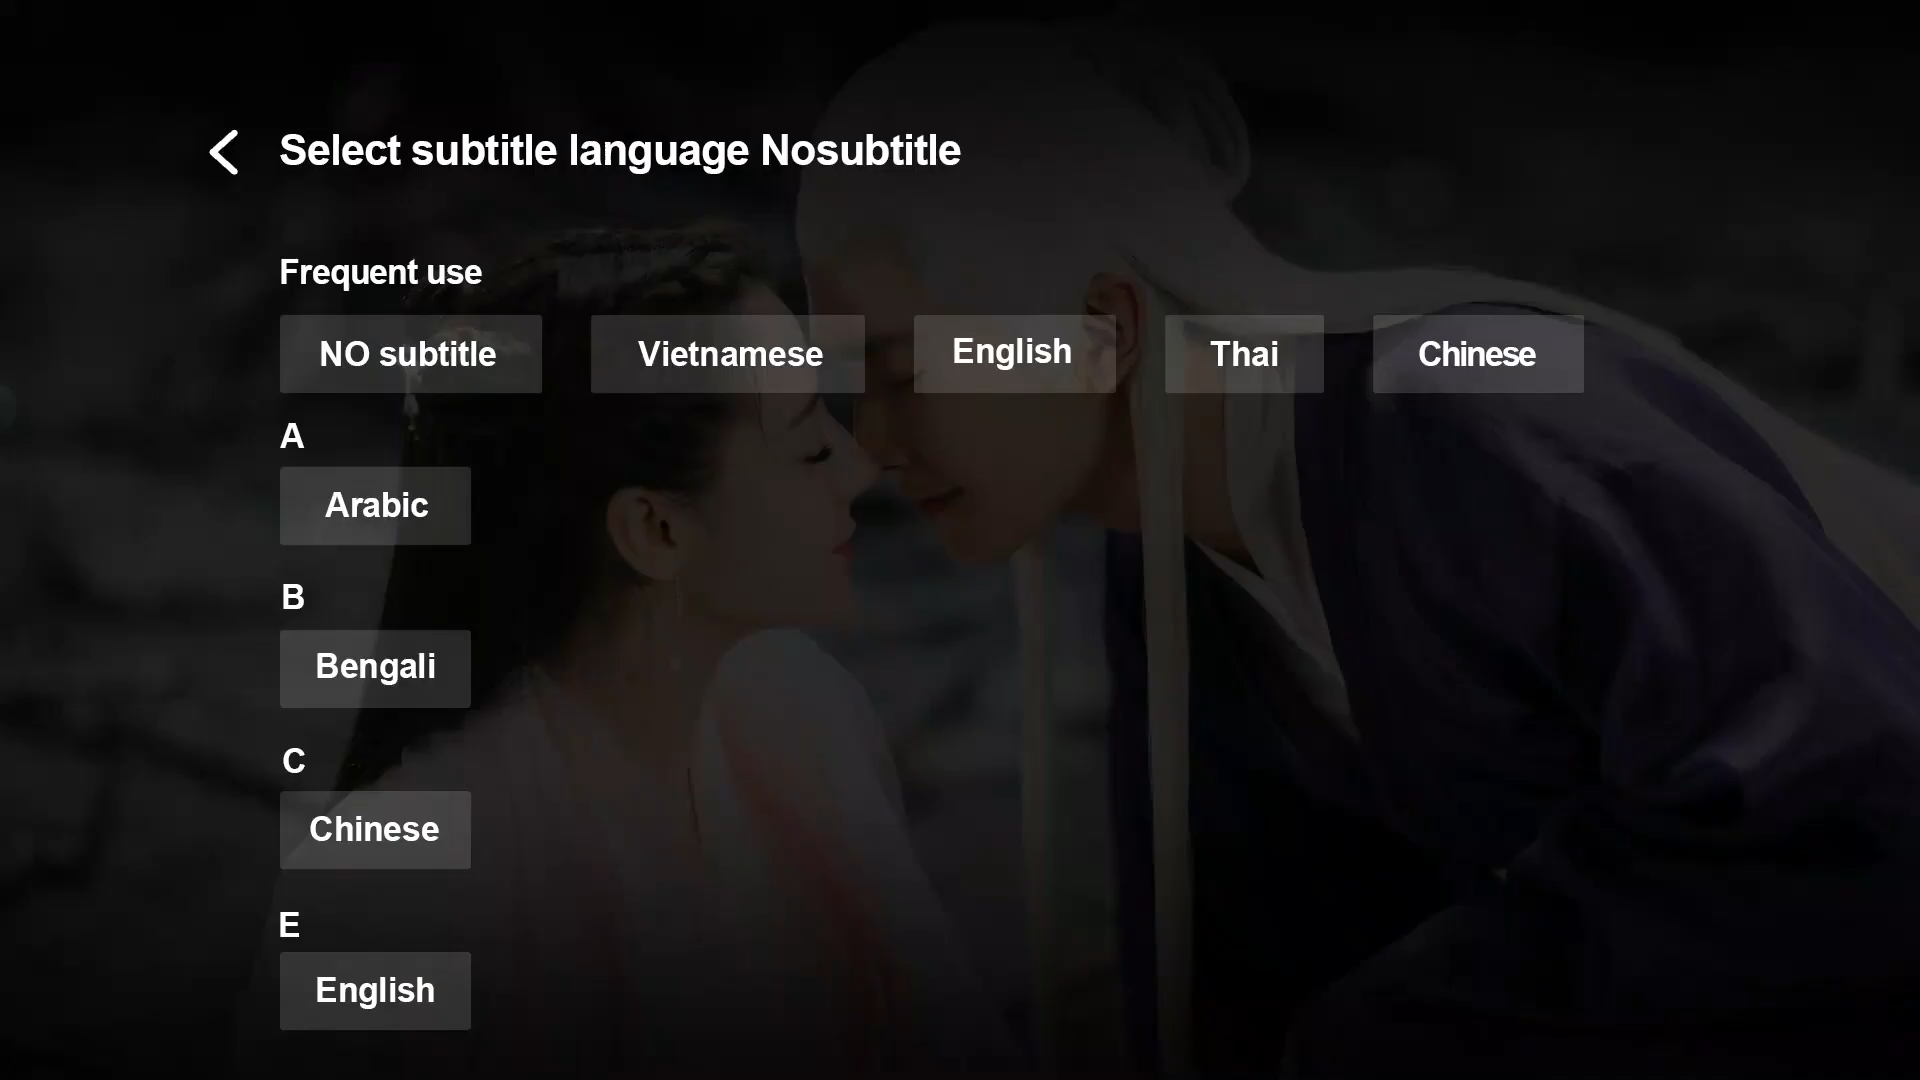 Select subtitle language Nosubtitle
Frequent use
NO subtitle Vietnamese English Thai Chinese
A
Arabic
B
Bengali
C
Chinese
E
English